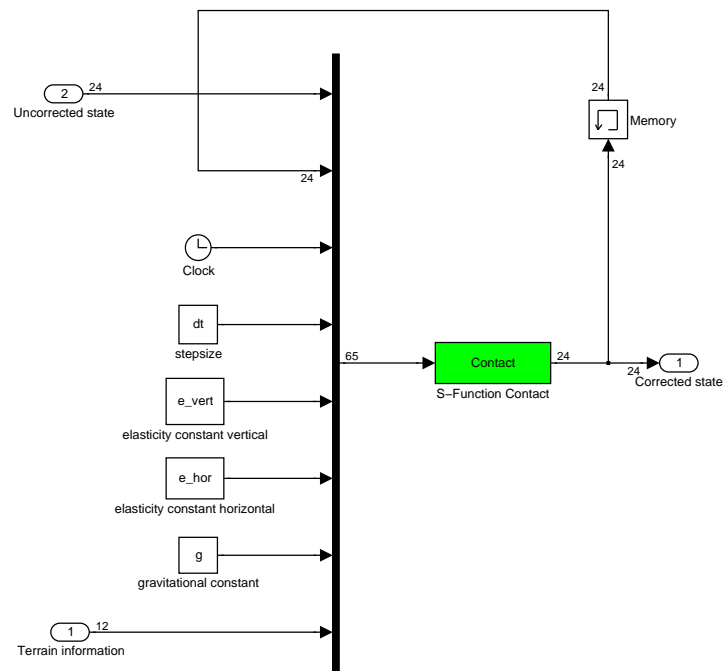 24
24
2
Uncorrected state
Memory
24
24
Clock
dt
stepsize
65
Contact
24
1
24
Corrected state
S−Function Contact
e_vert
elasticity constant vertical
e_hor
elasticity constant horizontal
g
gravitational constant
1
12
Terrain information